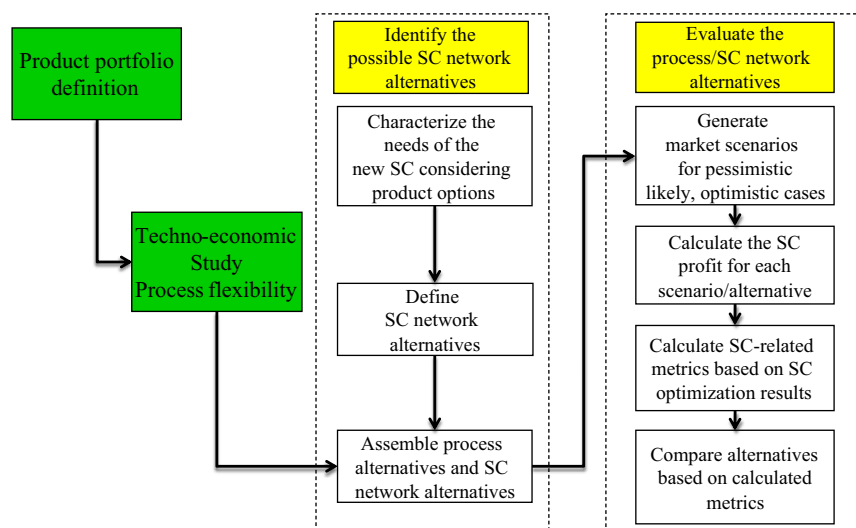 Product portfolio
definition
Techno-economic
Study
Process flexibility
Identify the
possible SC network
alternatives
Characterize the
needs of the
new SC considering
product options
Define
SC network
alternatives
Assemble process
alternatives and SC
network alternatives
Evaluate the
process/SC network
alternatives
Generate
market scenarios
for pessimistic
likely, optimistic cases
Calculate the SC
profit for each
scenario/alternative
Calculate SC-related
metrics based on SC
optimization results
Compare alternatives
based on calculated
metrics